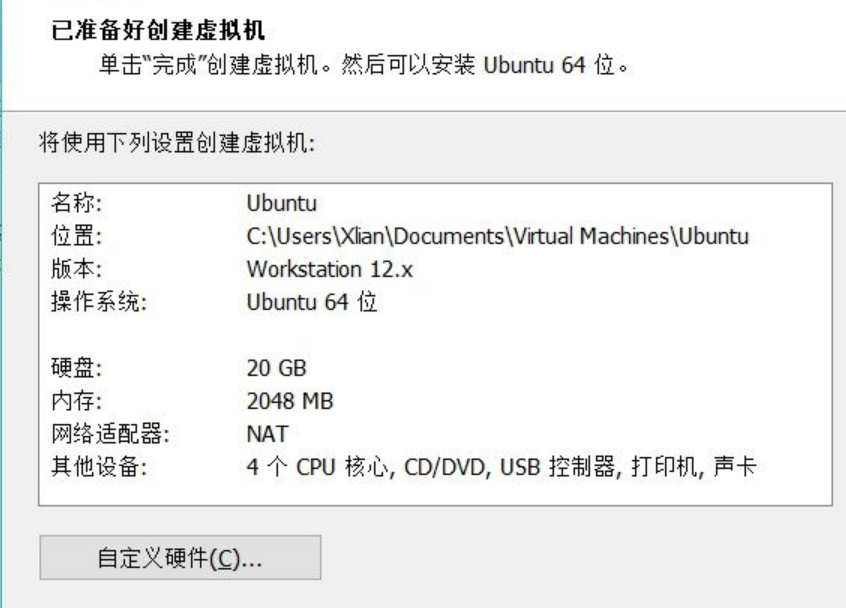 已准备好创建虚拟机
单击“完成”创建虚拟机。然后可以安装 Ubuntu 64 位。
将使用下列设置创建虚拟机:
名称: Ubuntu
位置: C:\Users\Xlian\Documents\Virtual Machines\Ubuntu
版本: Workstation 12.x
操作系统: Ubuntu 64 位
硬盘: 20 GB
内存: 2048 MB
网络适配器: NAT
其他设备: 4 个 CPU 核心, CD/DVD, USB 控制器, 打印机, 声卡
自定义硬件(C)...